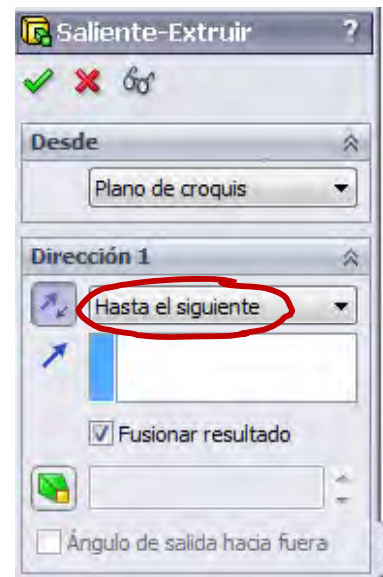 Saliente-Extruir ?
Desde
Plano de croquis
Dirección 1
Hasta el siguiente
Fusionar resultado
Ángulo de salida hacia fuera